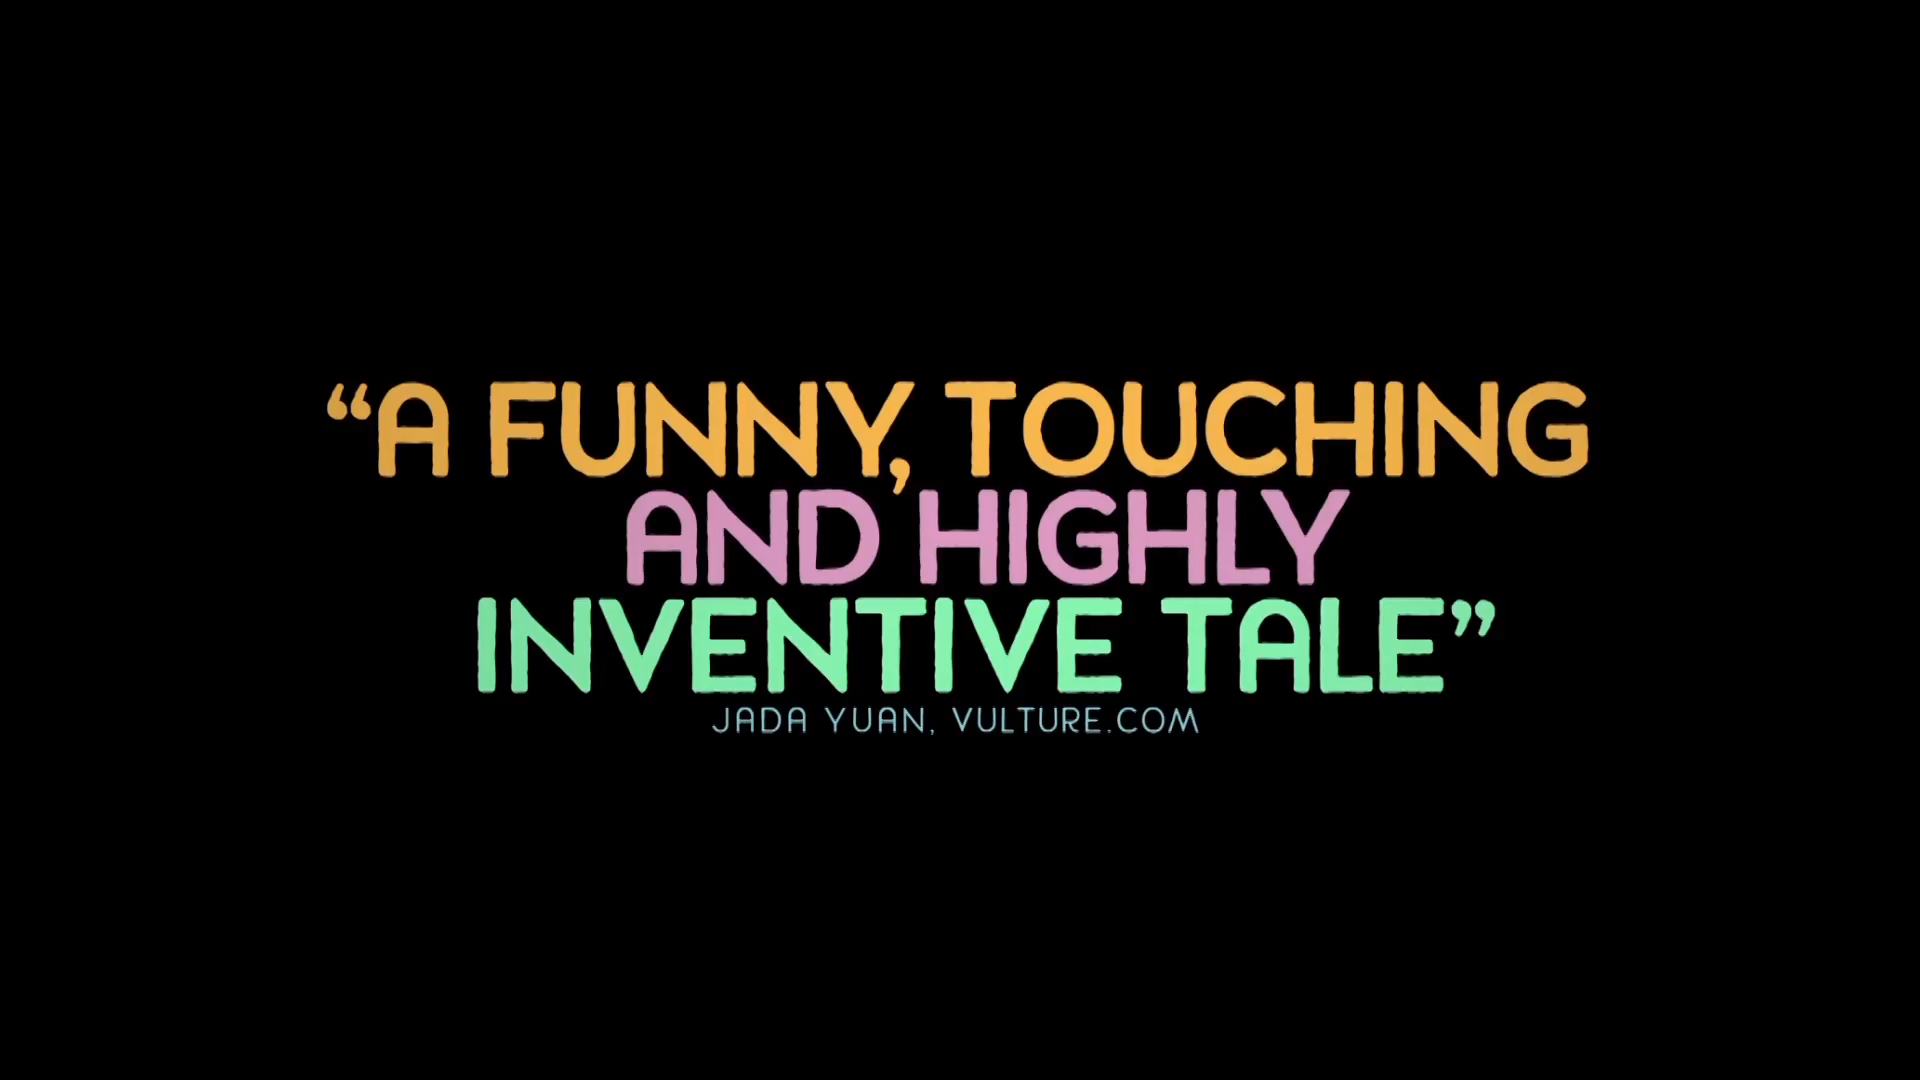 “A FUNNY, TOUCHING
AND HIGHLY
INVENTIVE TALE”
JADA YUAN, VULTURE.COM